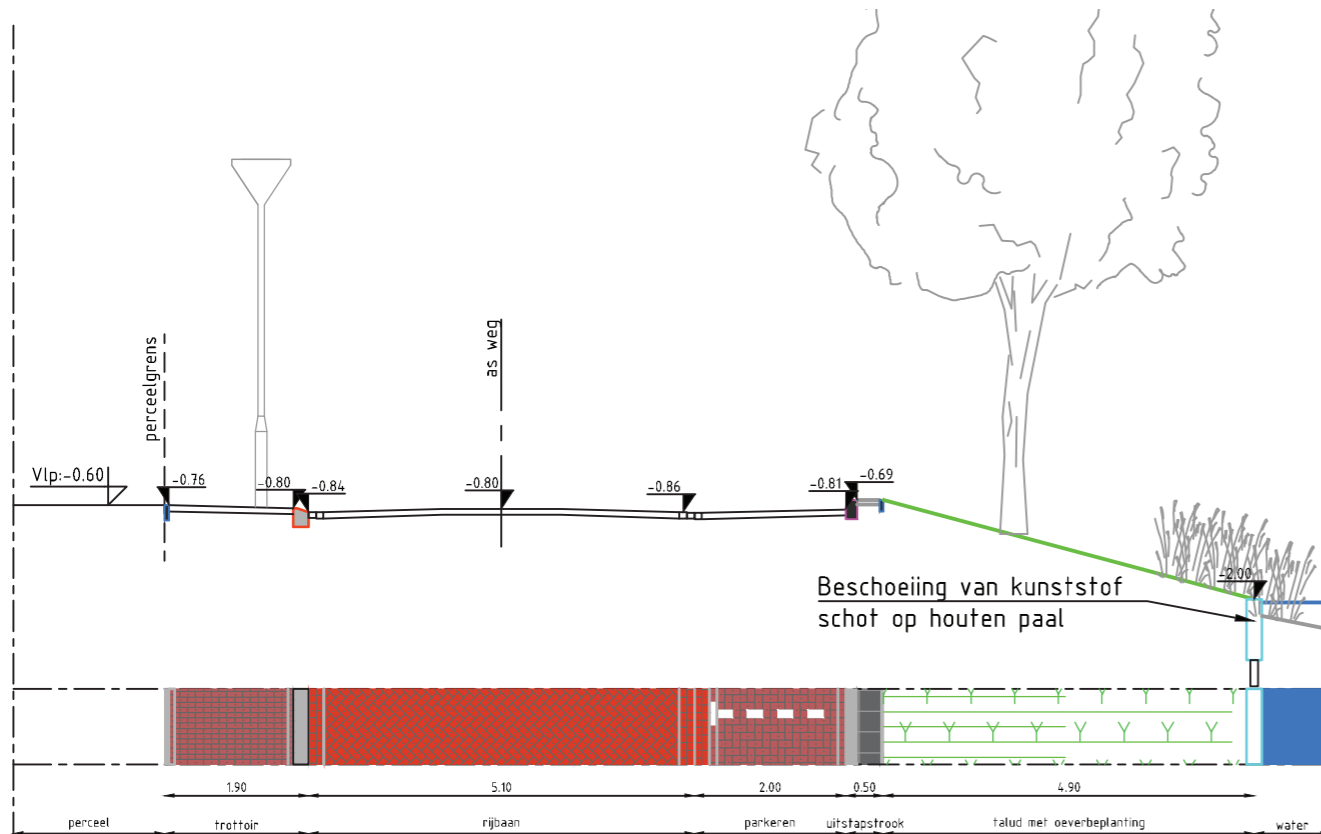 perceelgrens
as weg
Vlp:-0.60
-0.76
-0.80
-0.84
-0.80
-0.86
-0.81
-0.69
-2.00
Beschoeiing van kunststof
schot op houten paal
1.90
5.10
2.00
0.50
4.90
perceel
trottoir
rijbaan
parkeren
uitstapstrook
talud met oeverbeplanting
water